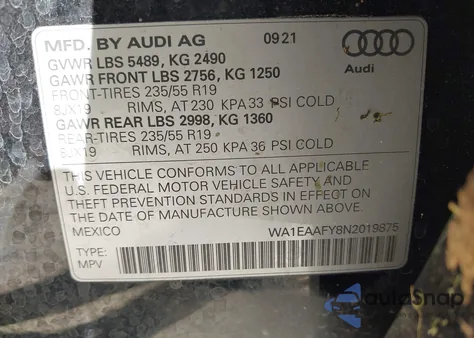 MFD. BY AUDI AG 09 21
GVWR LBS 5489, KG 2490
GAWR FRONT LBS 2756, KG 1250
FRONT-TIRES 235/55 R19
8JX19 RIMS, AT 230 KPA 33 PSI COLD
GAWR REAR LBS 2998, KG 1360
REAR-TIRES 235/55 R19
8JX19 RIMS, AT 250 KPA 36 PSI COLD
Audi
THIS VEHICLE CONFORMS TO ALL APPLICABLE
U.S. FEDERAL MOTOR VEHICLE SAFETY AND
THEFT PREVENTION STANDARDS IN EFFECT ON
THE DATE OF MANUFACTURE SHOWN ABOVE.
MEXICO WA1EAAFY8N2019875
TYPE:
MPV
AutoSnap